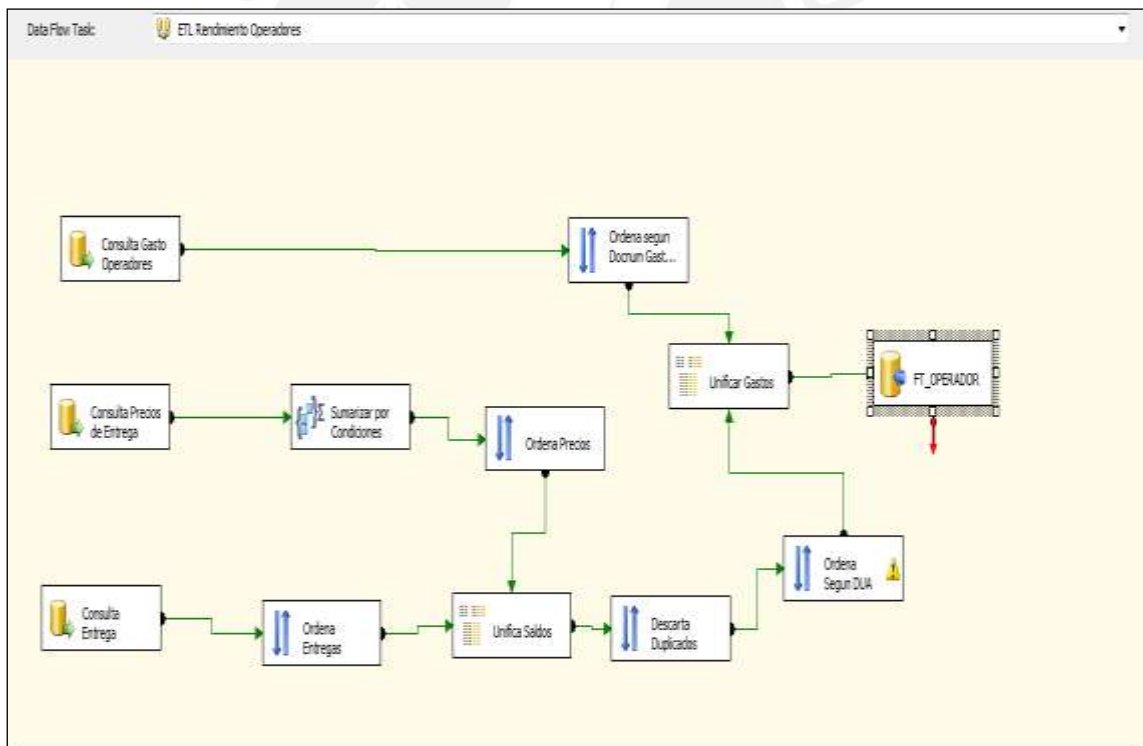 Data Flow Task:
ETL Rendimiento Operadores
Consulta Gasto
Operadores
Ordena segun
Docnum Gast...
Unificar Gastos
FT_OPERADOR
Consulta Precios
de Entrega
Sumarizar por
Condiciones
Ordena Precios
Ordena
Segun DUA
Consulta
Entrega
Ordena
Entregas
Unifica Saldos
Descarta
Duplicados